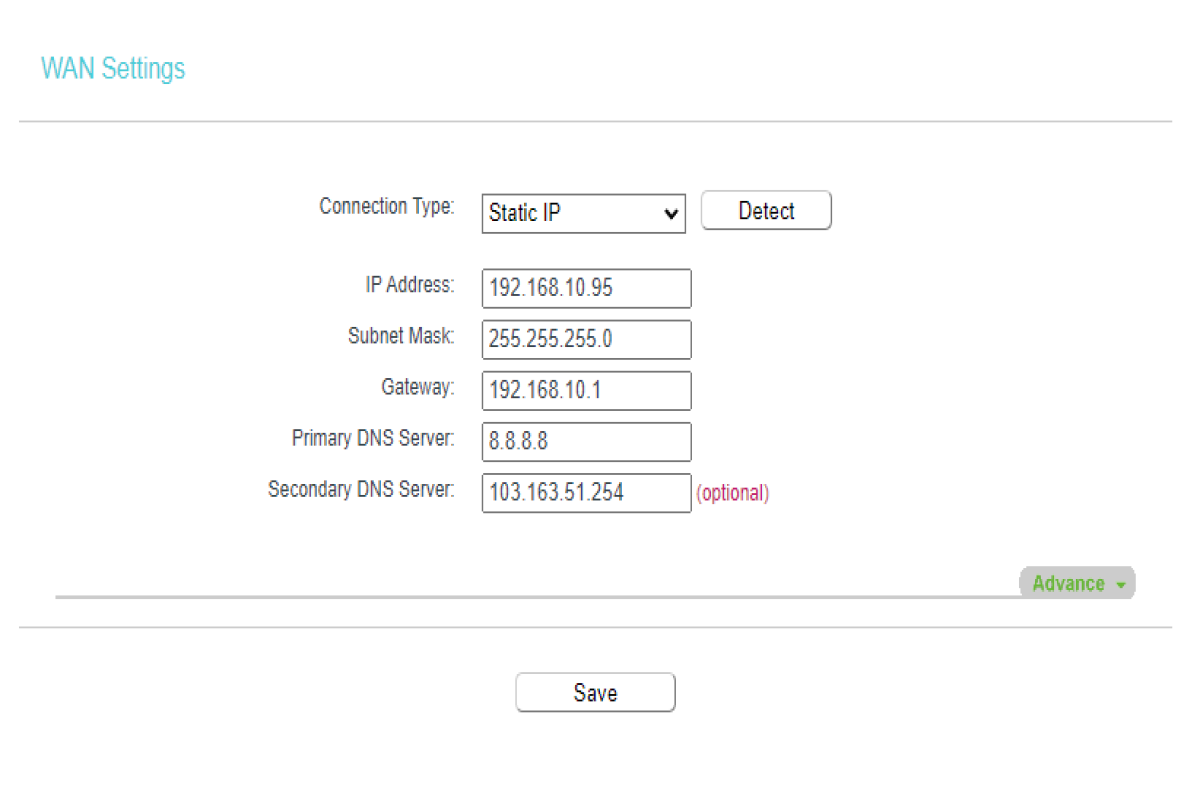 WAN Settings
Connection Type: Static IP Detect
IP Address: 192.168.10.95
Subnet Mask: 255.255.255.0
Gateway: 192.168.10.1
Primary DNS Server: 8.8.8.8
Secondary DNS Server: 103.163.51.254 (optional)
Advance
Save